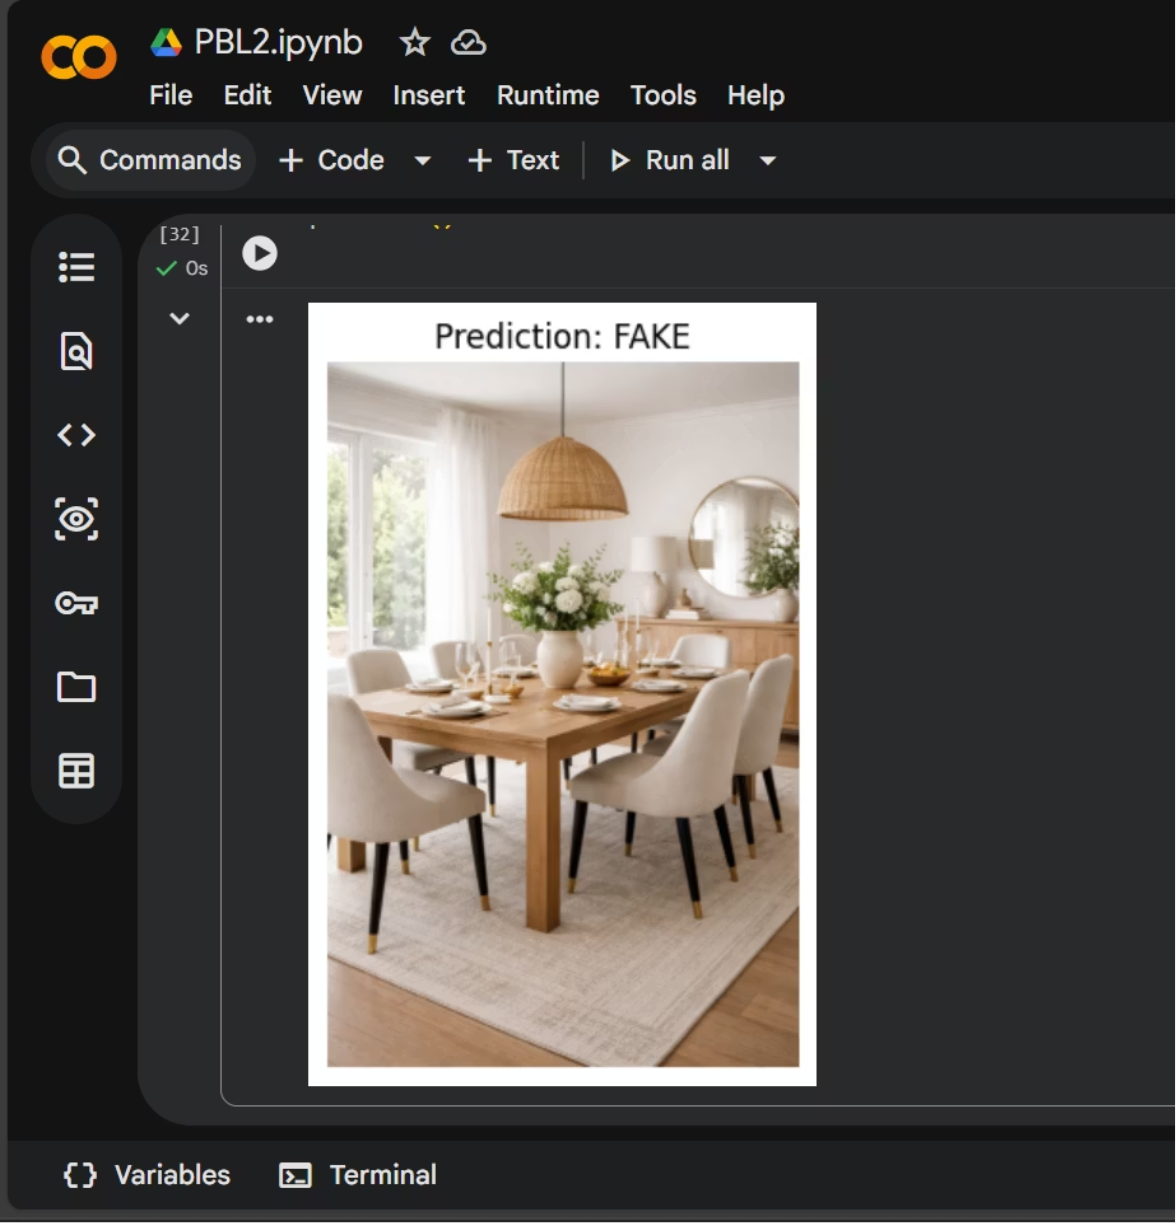 PBL2.ipynb
File Edit View Insert Runtime Tools Help
Commands + Code + Text Run all
[32]
0s
Prediction: FAKE
Variables Terminal